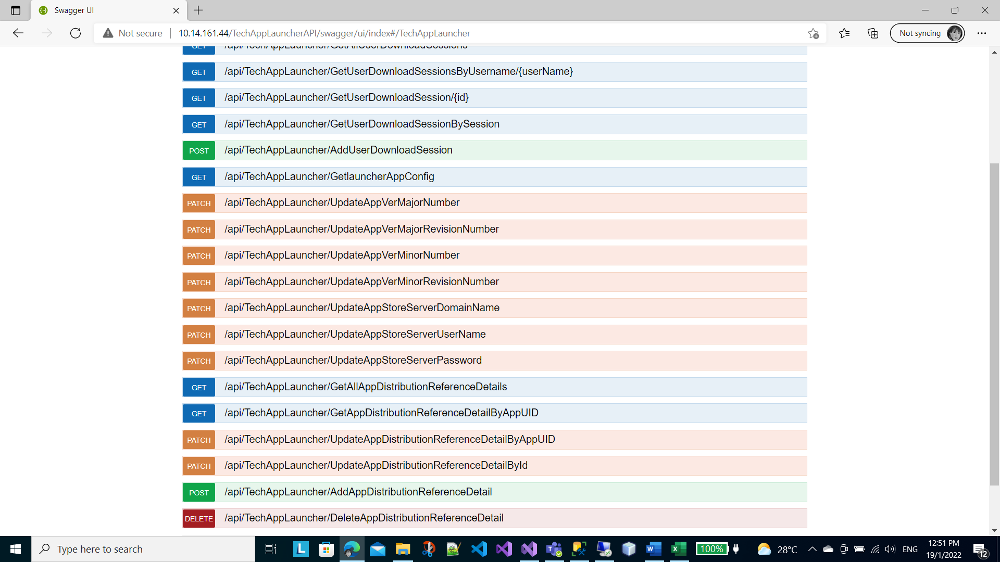 Swagger UI
Not secure
10.14.161.44/TechAppLauncherAPI/swagger/ui/index#/TechAppLauncher
Not syncing
GET /api/TechAppLauncher/GetAllUserDownloadSessions
GET /api/TechAppLauncher/GetUserDownloadSessionsByUsername/{userName}
GET /api/TechAppLauncher/GetUserDownloadSession/{id}
GET /api/TechAppLauncher/GetUserDownloadSessionBySession
POST /api/TechAppLauncher/AddUserDownloadSession
GET /api/TechAppLauncher/GetlauncherAppConfig
PATCH /api/TechAppLauncher/UpdateAppVerMajorNumber
PATCH /api/TechAppLauncher/UpdateAppVerMajorRevisionNumber
PATCH /api/TechAppLauncher/UpdateAppVerMinorNumber
PATCH /api/TechAppLauncher/UpdateAppVerMinorRevisionNumber
PATCH /api/TechAppLauncher/UpdateAppStoreServerDomainName
PATCH /api/TechAppLauncher/UpdateAppStoreServerUserName
PATCH /api/TechAppLauncher/UpdateAppStoreServerPassword
GET /api/TechAppLauncher/GetAllAppDistributionReferenceDetails
GET /api/TechAppLauncher/GetAppDistributionReferenceDetailByAppUID
PATCH /api/TechAppLauncher/UpdateAppDistributionReferenceDetailByAppUID
PATCH /api/TechAppLauncher/UpdateAppDistributionReferenceDetailById
POST /api/TechAppLauncher/AddAppDistributionReferenceDetail
DELETE /api/TechAppLauncher/DeleteAppDistributionReferenceDetail
Type here to search
L
100%
28°C
ENG
12:51 PM
19/1/2022
12